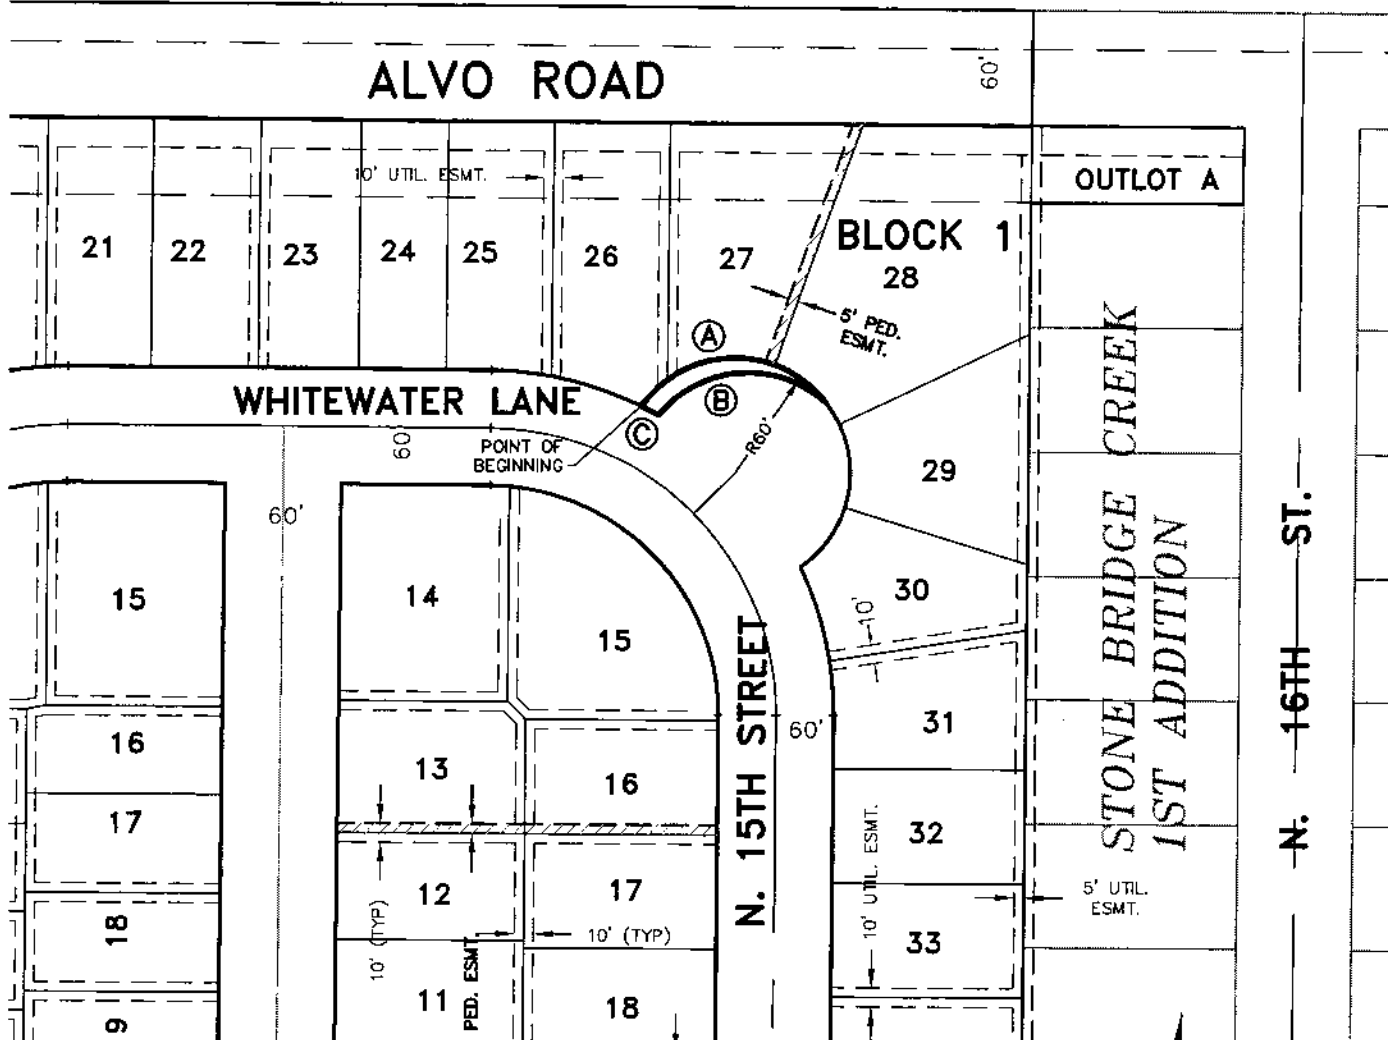 ALVO ROAD
60'
10' UTIL. ESMT.
OUTLOT A
BLOCK 1
21
22
23
24
25
26
27
28
5' PED.
ESMT.
A
B
C
WHITEWATER LANE
60'
POINT OF
BEGINNING
R60'
29
60'
STONE BRIDGE CREEK
1ST ADDITION
N. 16TH ST.
15
14
15
30
10'
N. 15TH STREET
60'
31
16
13
16
17
32
10' UTIL. ESMT.
12
17
5' UTIL.
ESMT.
18
10' (TYP)
PED. ESMT.
10' (TYP)
33
11
18
9